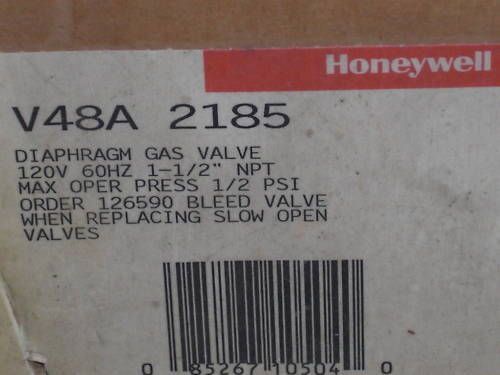 Honeywell
V48A 2185
DIAPHRAGM GAS VALVE
120V 60HZ 1-1/2" NPT
MAX OPER PRESS 1/2 PSI
ORDER 126590 BLEED VALVE
WHEN REPLACING SLOW OPEN
VALVES
0 85267 10504 0